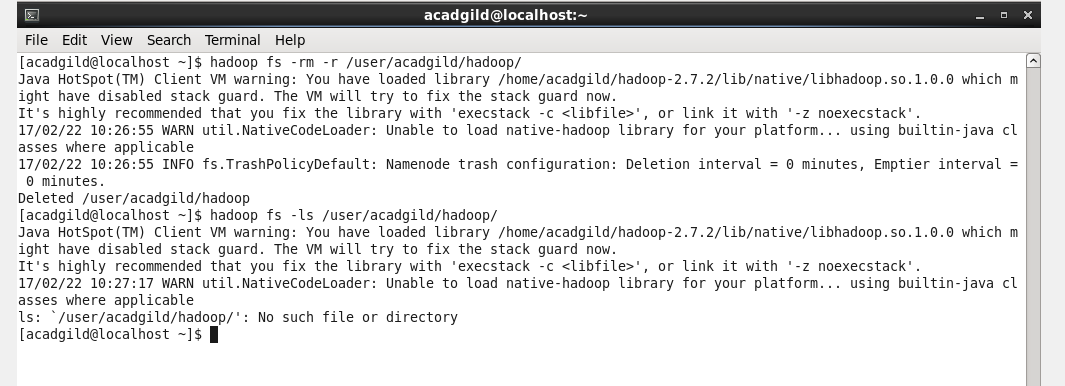 acadgild@localhost:~
File Edit View Search Terminal Help
[acadgild@localhost ~]$ hadoop fs -rm -r /user/acadgild/hadoop/
Java HotSpot(TM) Client VM warning: You have loaded library /home/acadgild/hadoop-2.7.2/lib/native/libhadoop.so.1.0.0 which m
ight have disabled stack guard. The VM will try to fix the stack guard now.
It's highly recommended that you fix the library with 'execstack -c <libfile>', or link it with '-z noexecstack'.
17/02/22 10:26:55 WARN util.NativeCodeLoader: Unable to load native-hadoop library for your platform... using builtin-java cl
asses where applicable
17/02/22 10:26:55 INFO fs.TrashPolicyDefault: Namenode trash configuration: Deletion interval = 0 minutes, Emptier interval =
 0 minutes.
Deleted /user/acadgild/hadoop
[acadgild@localhost ~]$ hadoop fs -ls /user/acadgild/hadoop/
Java HotSpot(TM) Client VM warning: You have loaded library /home/acadgild/hadoop-2.7.2/lib/native/libhadoop.so.1.0.0 which m
ight have disabled stack guard. The VM will try to fix the stack guard now.
It's highly recommended that you fix the library with 'execstack -c <libfile>', or link it with '-z noexecstack'.
17/02/22 10:27:17 WARN util.NativeCodeLoader: Unable to load native-hadoop library for your platform... using builtin-java cl
asses where applicable
ls: `/user/acadgild/hadoop/': No such file or directory
[acadgild@localhost ~]$